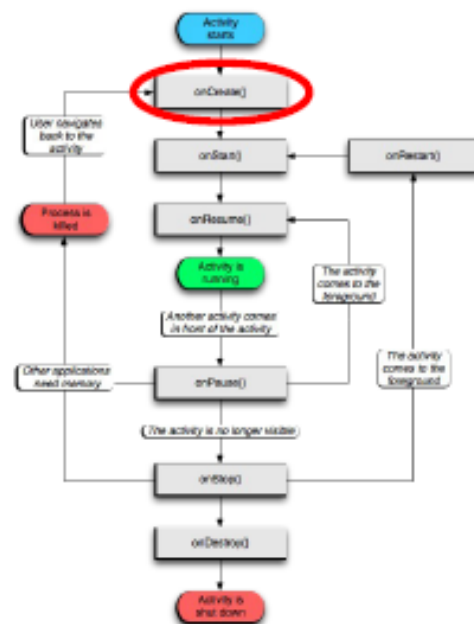 Activity
starts
onCreate()
User navigates
back to the
activity
onStart()
onRestart()
onResume()
Process is
killed
Activity is
running
The activity
comes to the
foreground
Another activity comes
in front of the activity
The activity
comes to the
foreground
Other applications
need memory
onPause()
The activity is no longer visible
onStop()
onDestroy()
Activity is
shut down